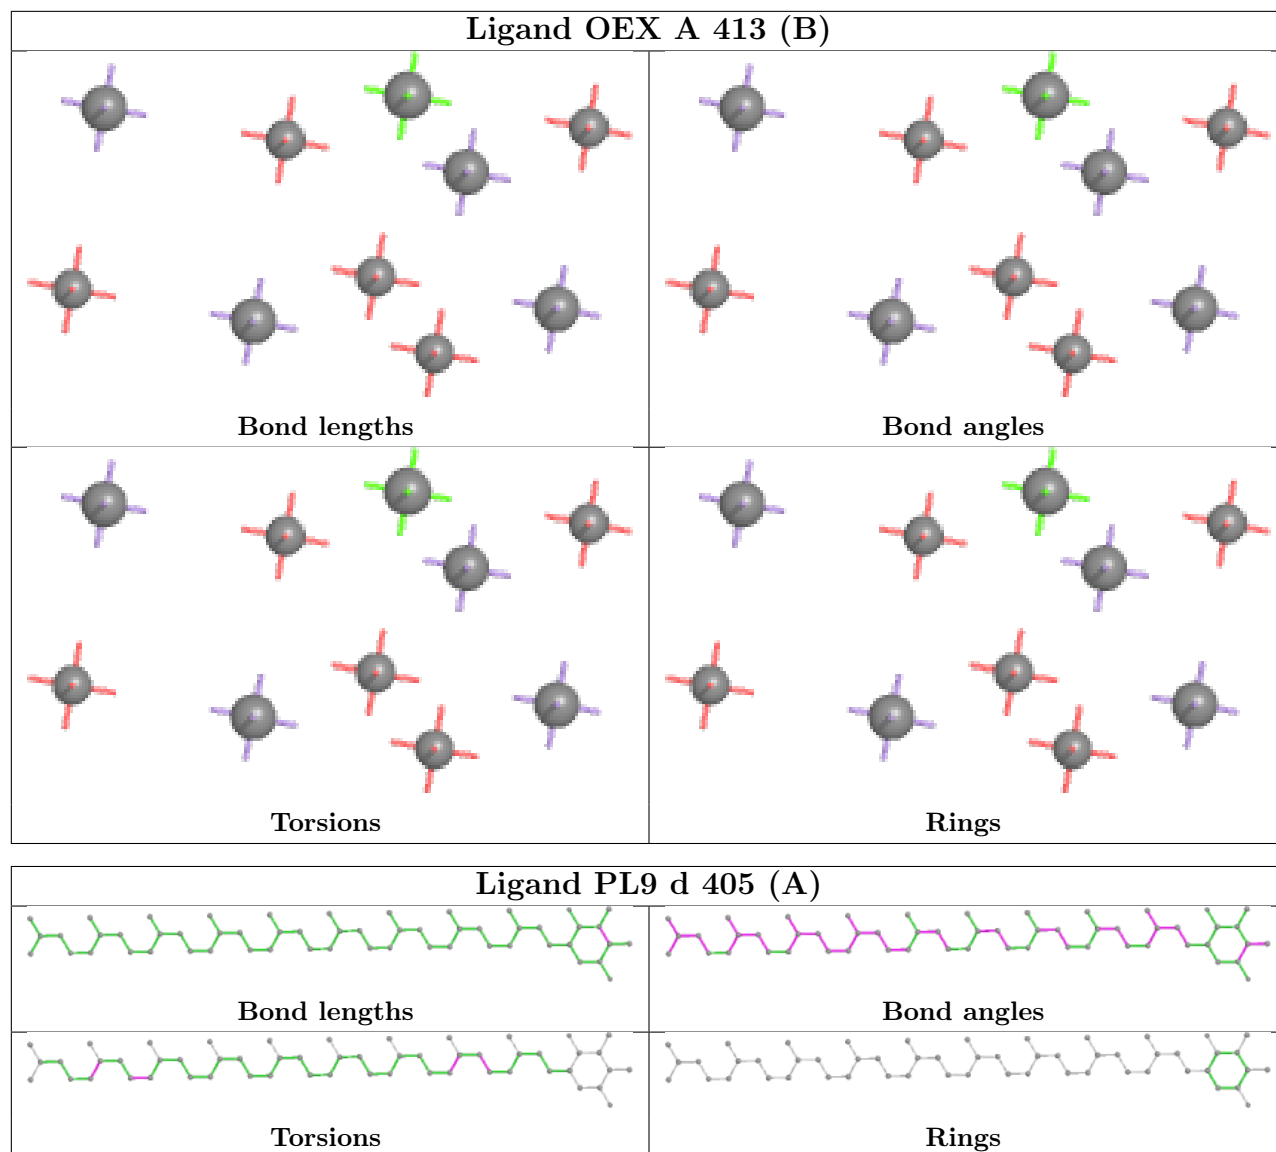 Ligand OEX A 413 (B)
Bond lengths
Bond angles
Torsions
Rings
Ligand PL9 d 405 (A)
Bond lengths
Bond angles
Torsions
Rings